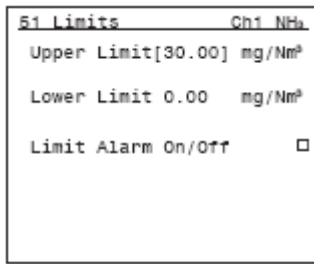 51 Limits Ch1 NH₃
Upper Limit[30.00] mg/Nm³
Lower Limit 0.00 mg/Nm³
Limit Alarm On/Off